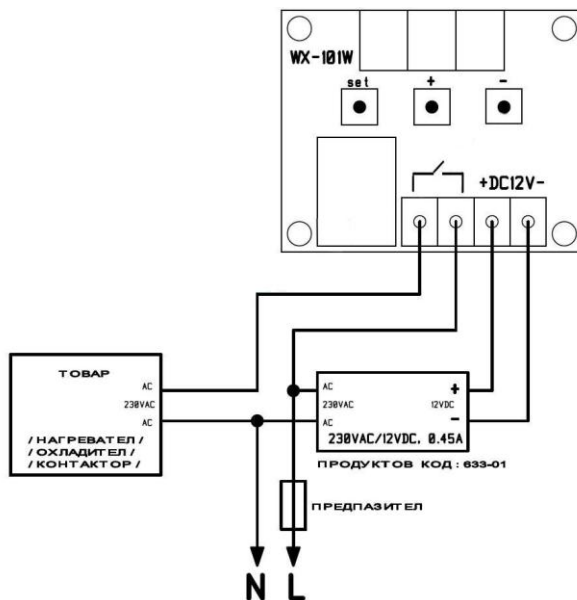 WX-101W
set + -
+DC12V-
ТОВАР
AC
230VAC
AC
/НАГРЕВАТЕЛ/
/ОХЛАДИТЕЛ/
/КОНТАКТОР/
AC +
230VAC 12VDC
AC -
230VAC/12VDC, 0.45A
ПРОДУКТОВ КОД: 633-01
ПРЕДПАЗИТЕЛ
N L